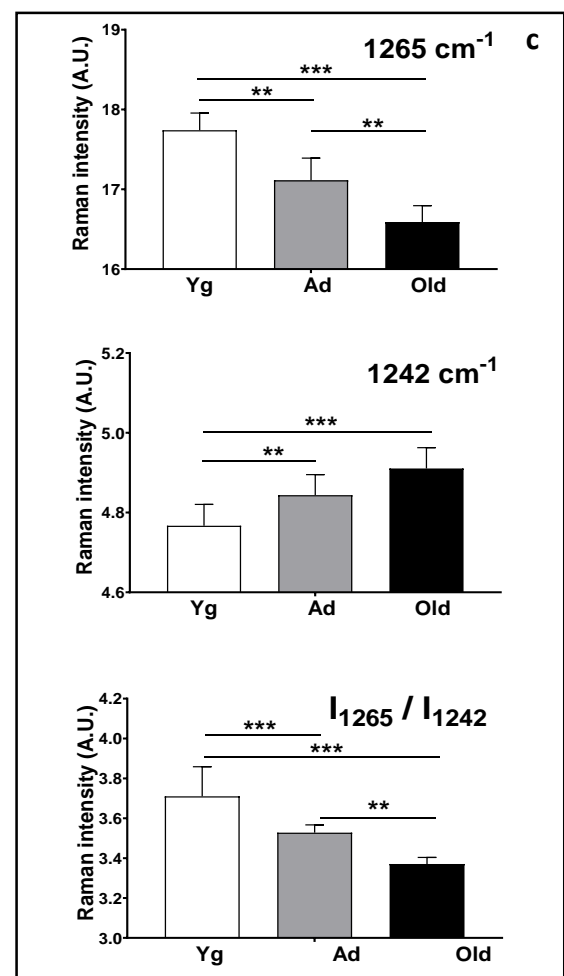 c
1265 cm⁻¹
Raman intensity (A.U.)
19
18
17
16
***
**
**
Yg Ad Old
1242 cm⁻¹
Raman intensity (A.U.)
5.2
5.0
4.8
4.6
***
**
Yg Ad Old
I₁₂₆₅ / I₁₂₄₂
Raman intensity (A.U.)
4.2
3.8
3.6
3.4
3.2
3.0
***
***
**
Yg Ad Old